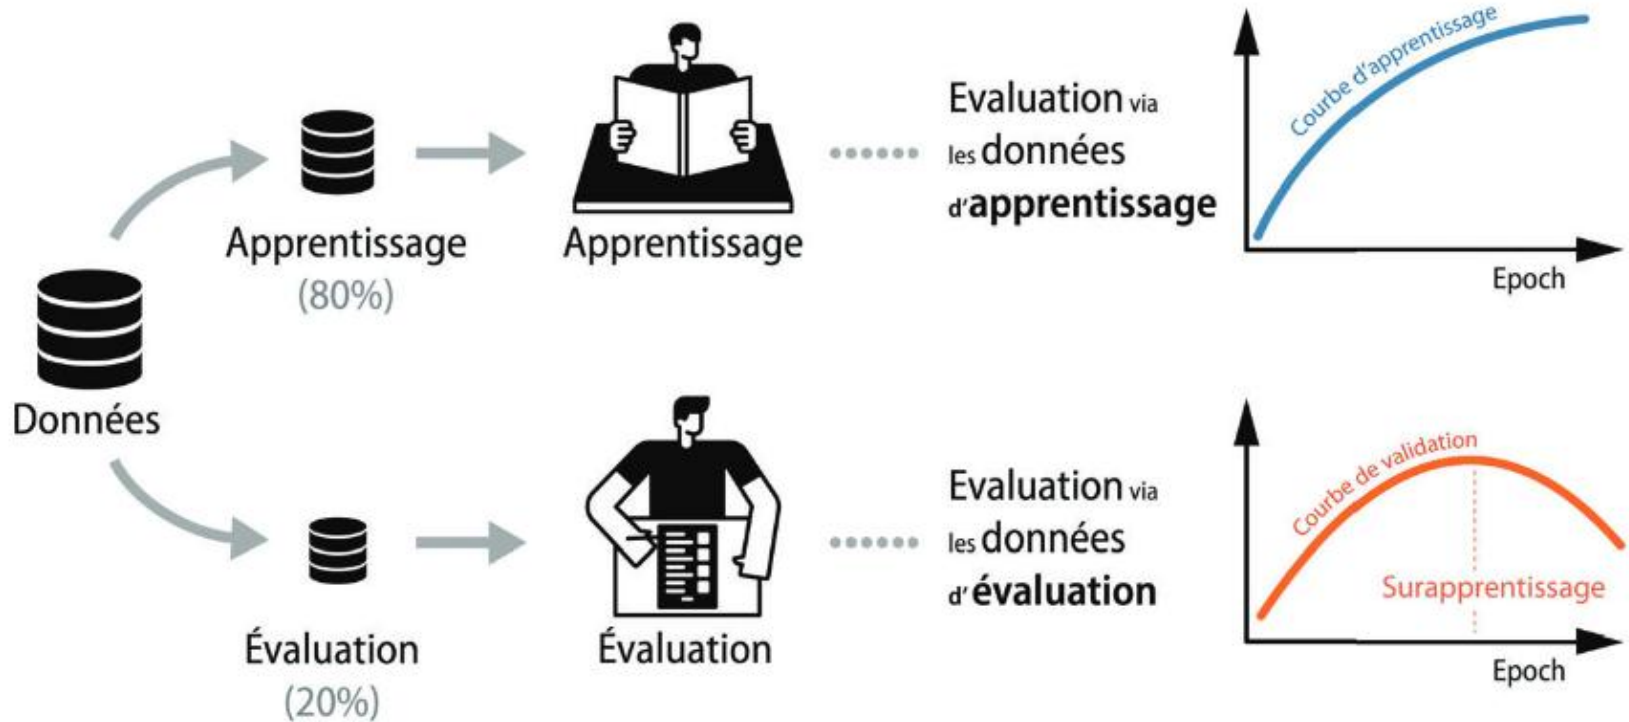 Données
Apprentissage
(80%)
Apprentissage
Evaluation via
les données
d'apprentissage
Courbe d'apprentissage
Epoch
Évaluation
(20%)
Évaluation
Evaluation via
les données
d'évaluation
Courbe de validation
Surapprentissage
Epoch